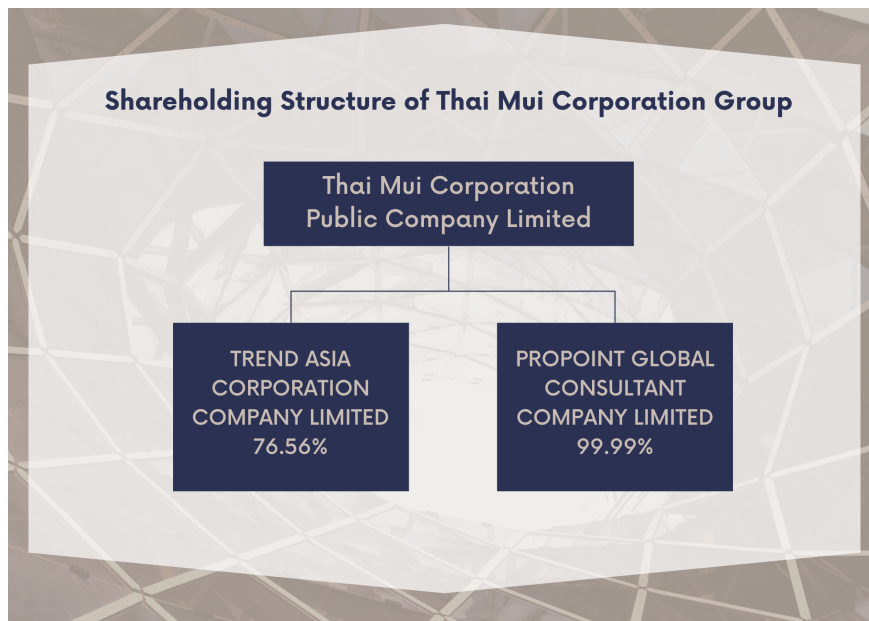 Shareholding Structure of Thai Mui Corporation Group
Thai Mui Corporation
Public Company Limited
TREND ASIA
CORPORATION
COMPANY LIMITED
76.56%
PROPOINT GLOBAL
CONSULTANT
COMPANY LIMITED
99.99%